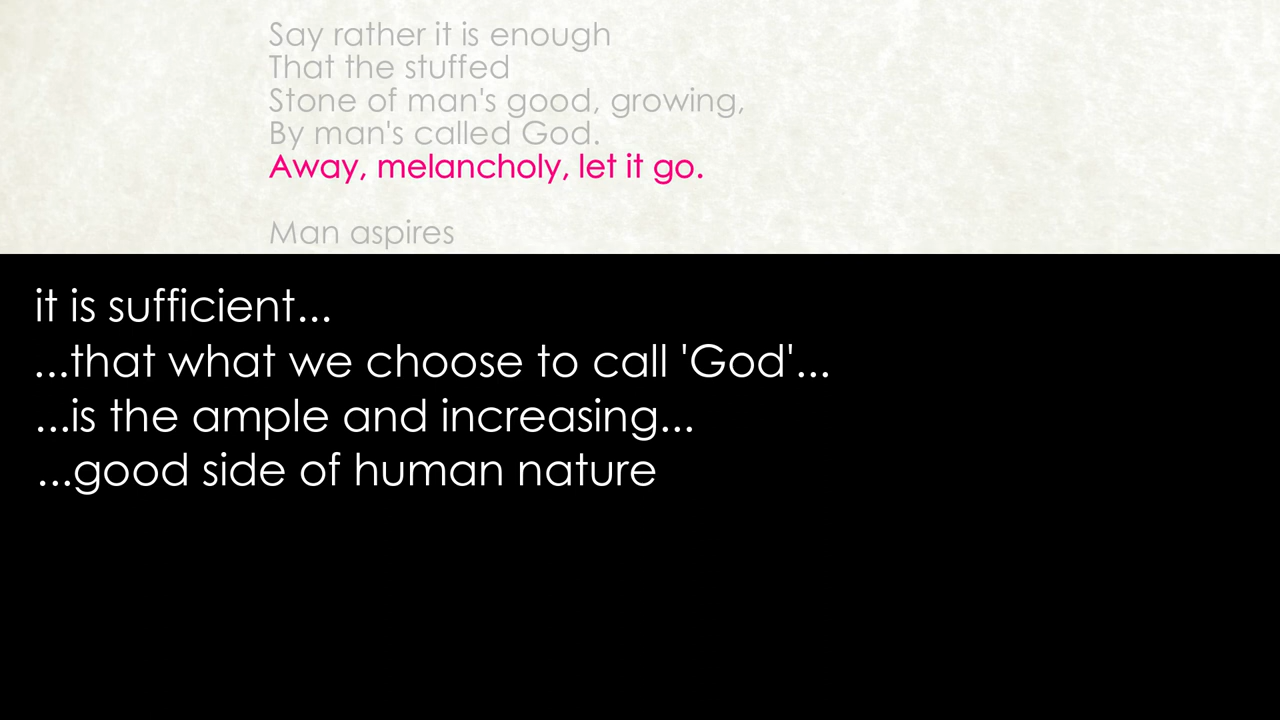 Say rather it is enough
That the stuffed
Stone of man's good, growing,
By man's called God.
Away, melancholy, let it go.
Man aspires
it is sufficient...
...that what we choose to call 'God'...
...is the ample and increasing...
...good side of human nature